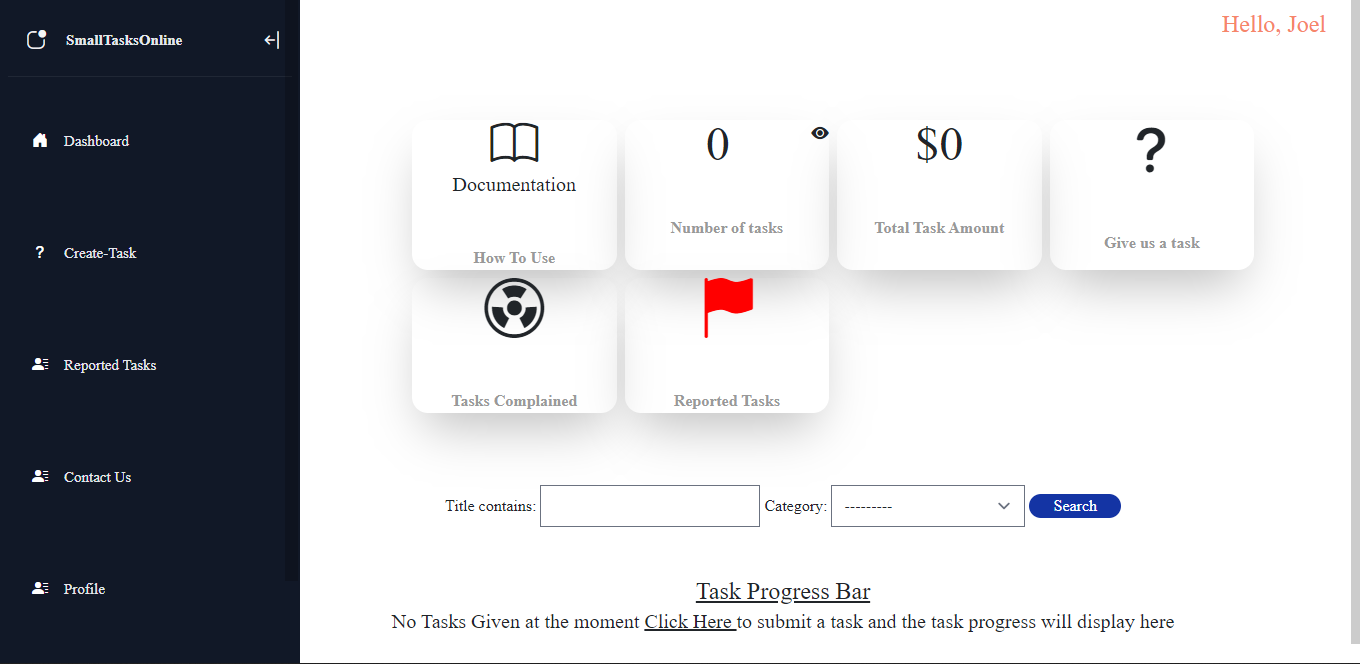 SmallTasksOnline
Hello, Joel
Dashboard
Create-Task
Reported Tasks
Contact Us
Profile
Documentation
How To Use
0
Number of tasks
$0
Total Task Amount
?
Give us a task
Tasks Complained
Reported Tasks
Title contains: Category: --------- Search
Task Progress Bar
No Tasks Given at the moment Click Here to submit a task and the task progress will display here